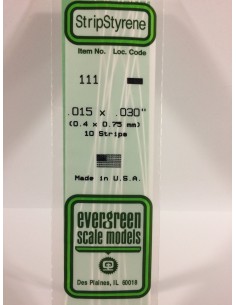 StripStyrene
Item No. Loc. Code
111
.015 x .030"
(0.4 x 0.75 mm)
10 Strips
Made in U.S.A.
evergreen
scale models
Des Plaines, IL 60018